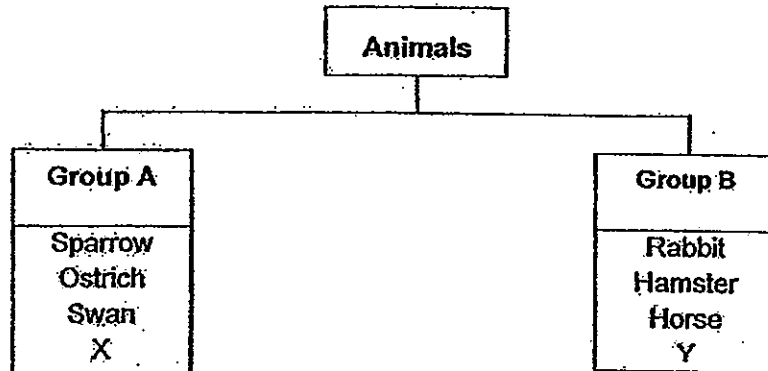 Animals
Group A
Sparrow
Ostrich
Swan
X
Group B
Rabbit
Hamster
Horse
Y